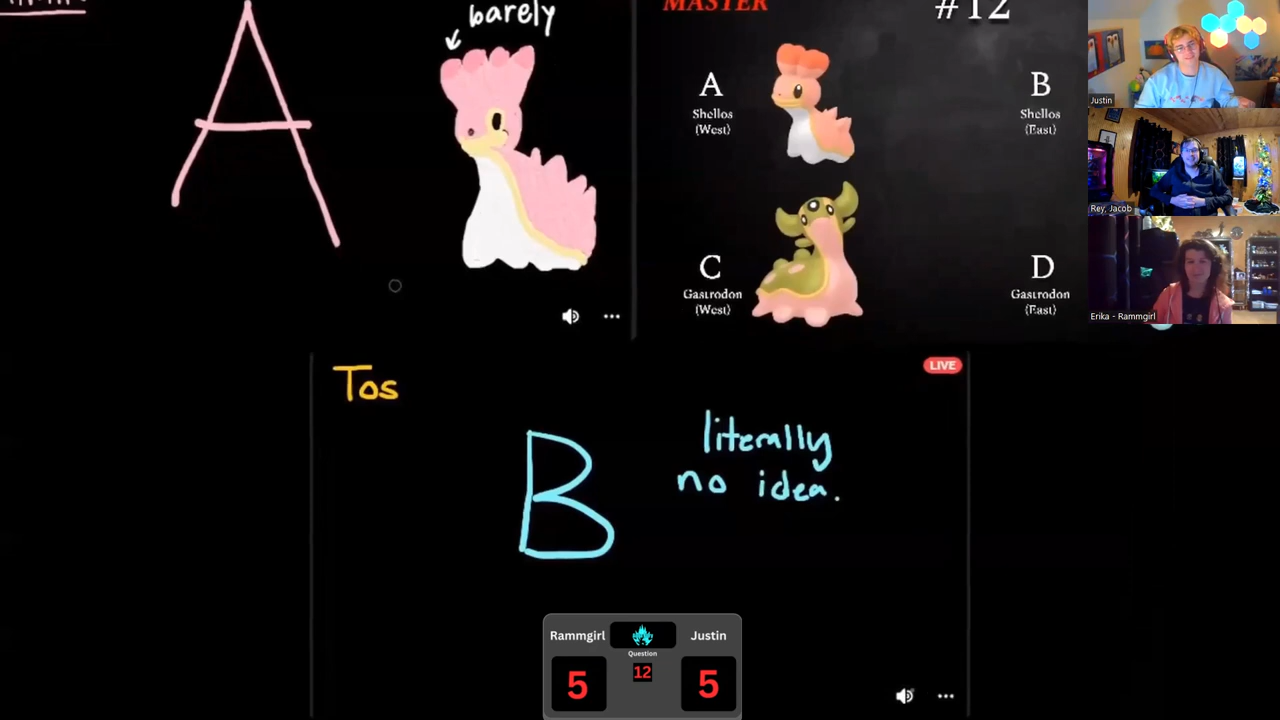 A
barely
MASTER
#12
A
Shellos
(West)
B
Shellos
(East)
C
Gastrodon
(West)
D
Gastrodon
(East)
Justin
Rey, Jacob
Erika - Rammgirl
Tos
LIVE
B
literally
no idea.
Rammgirl
Justin
Question
5
12
5